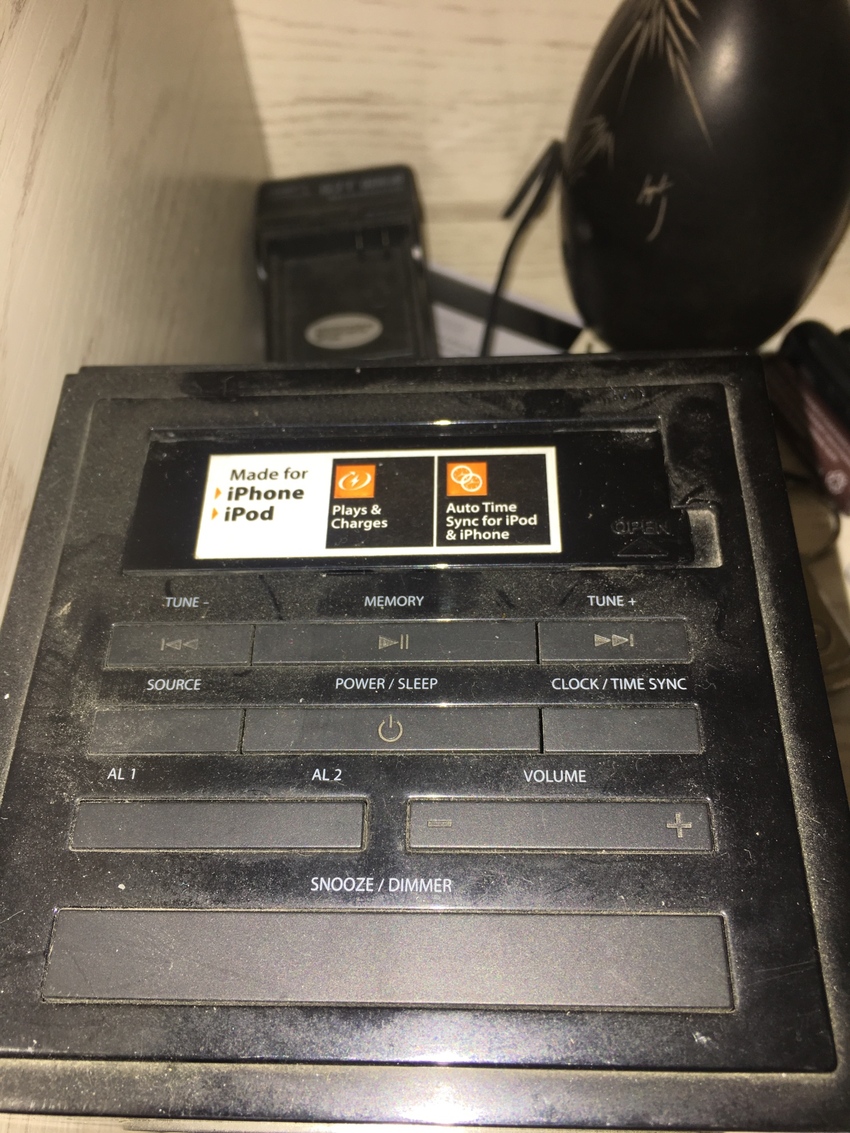 竹
Made for
iPhone
iPod
Plays &
Charges
Auto Time
Sync for iPod
& iPhone
OPEN
TUNE - MEMORY TUNE +
SOURCE POWER / SLEEP CLOCK / TIME SYNC
AL 1 AL 2 VOLUME
- +
SNOOZE / DIMMER